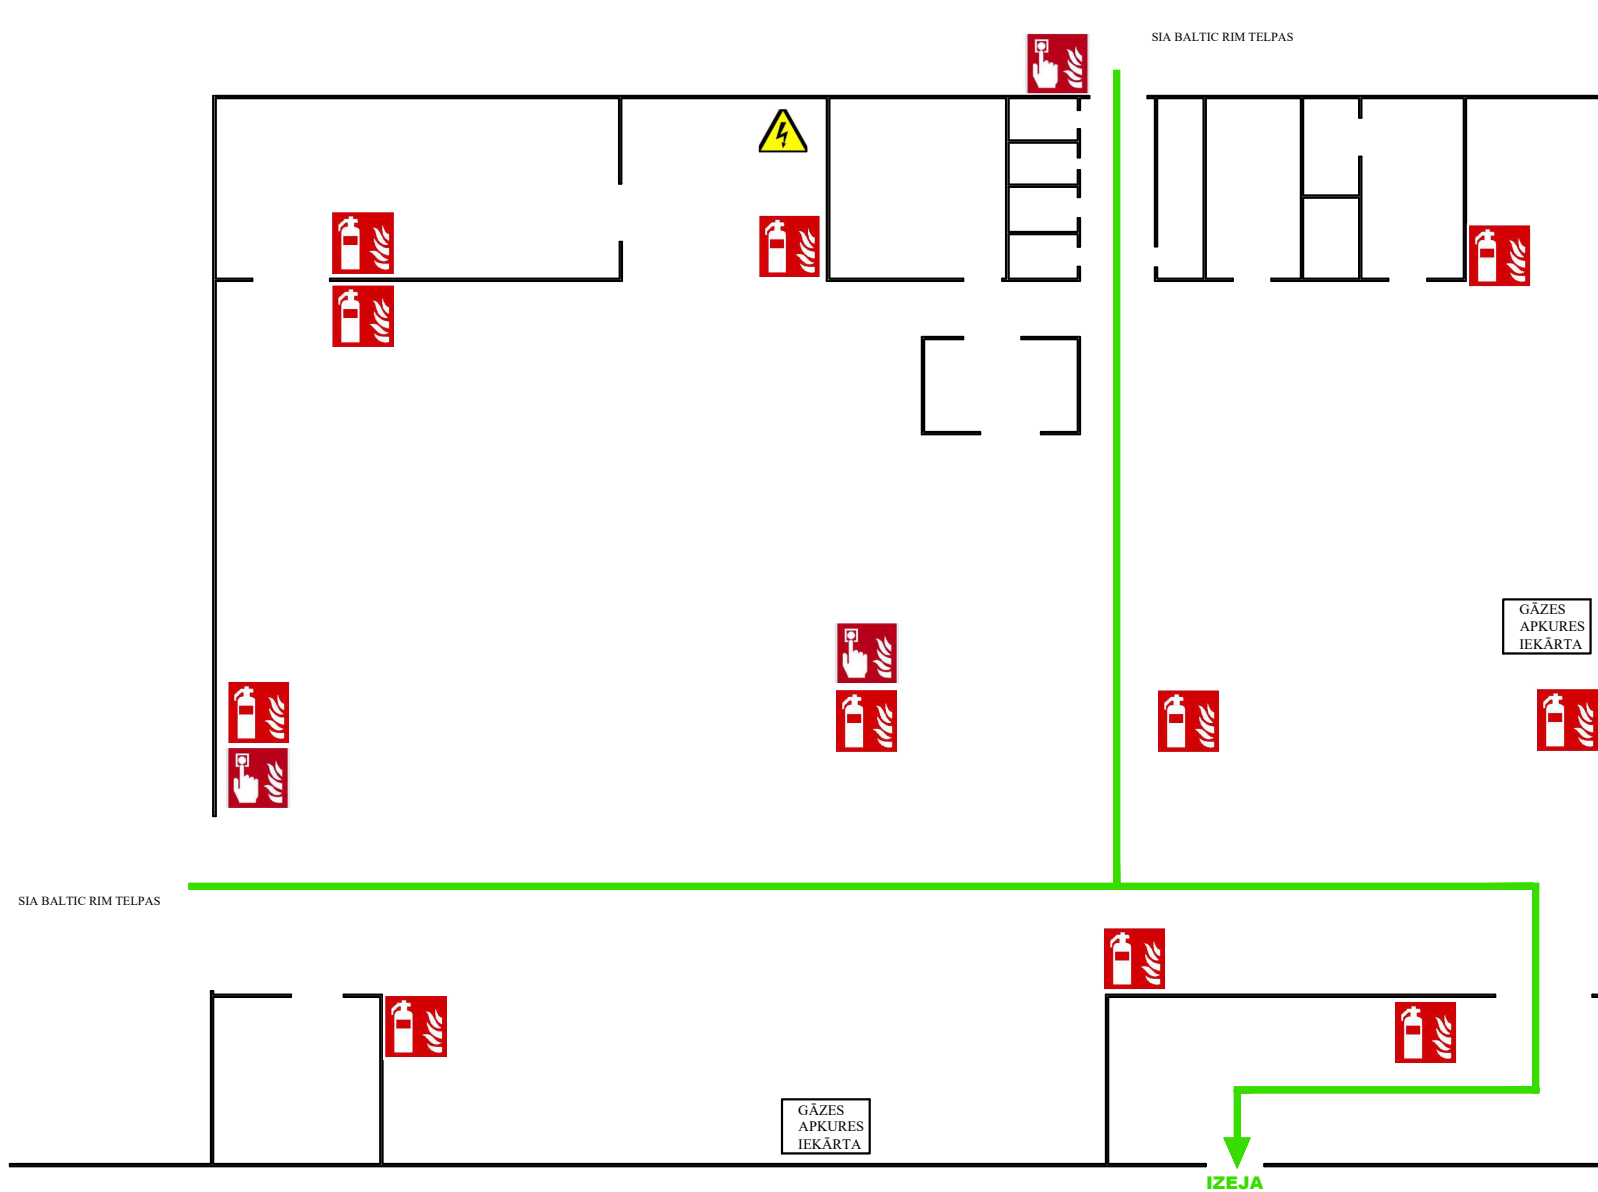 SIA BALTIC RIM TELPAS
GĀZES
APKURES
IEKĀRTA
SIA BALTIC RIM TELPAS
GĀZES
APKURES
IEKĀRTA
IZEJA